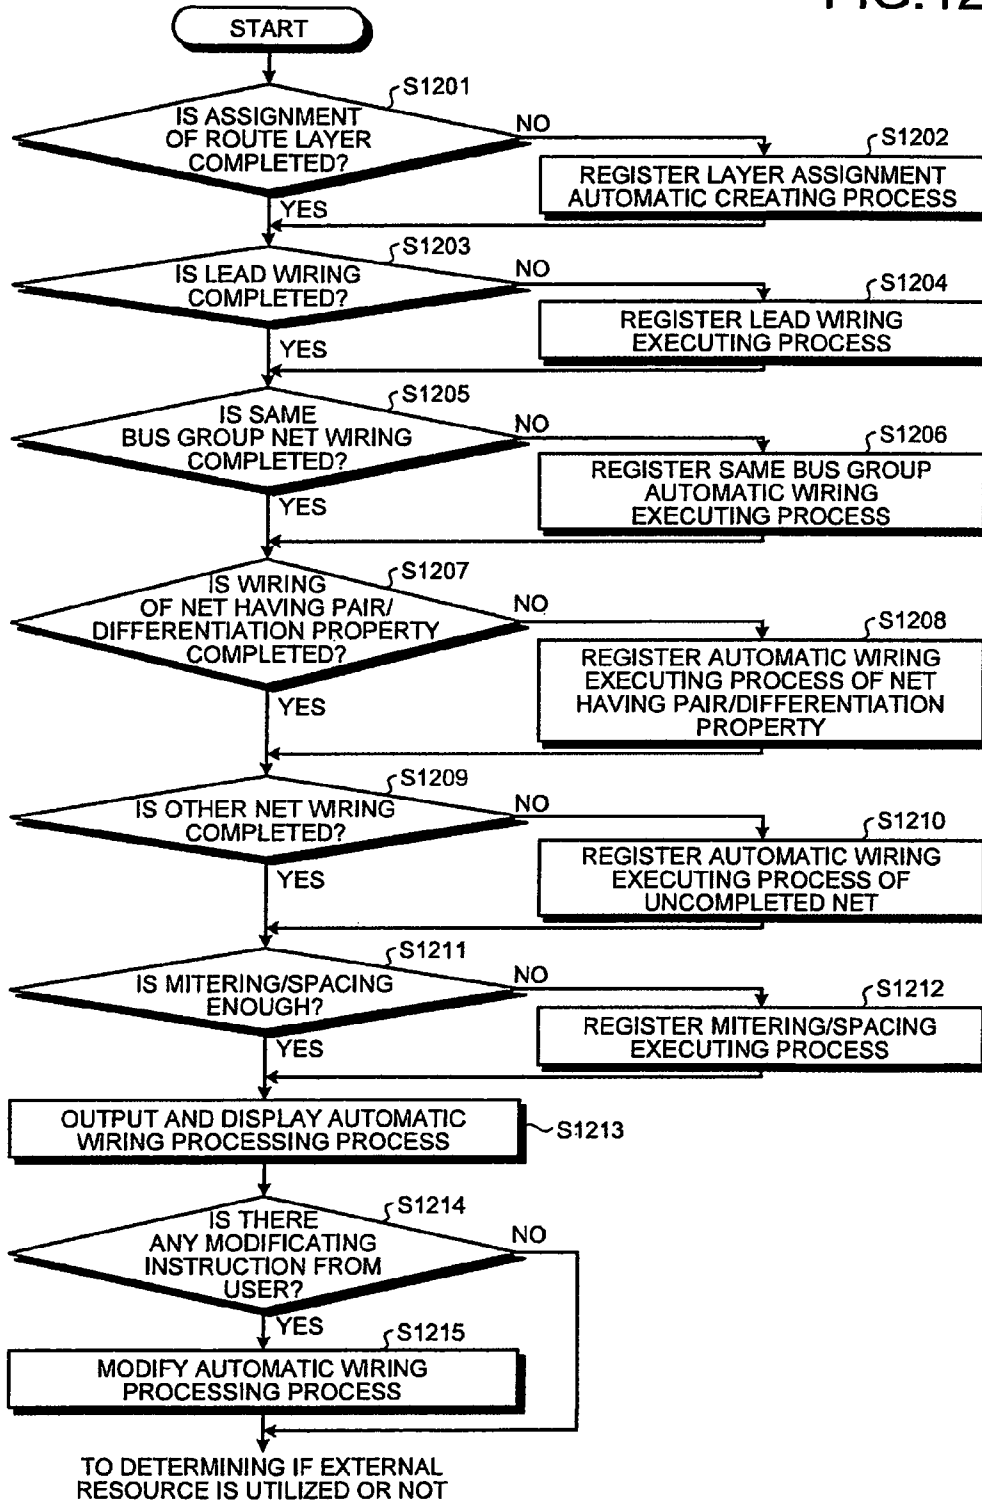 FIG.12
START
S1201
IS ASSIGNMENT
OF ROUTE LAYER
COMPLETED?
NO
YES
S1202
REGISTER LAYER ASSIGNMENT
AUTOMATIC CREATING PROCESS
S1203
IS LEAD WIRING
COMPLETED?
NO
YES
S1204
REGISTER LEAD WIRING
EXECUTING PROCESS
S1205
IS SAME
BUS GROUP NET WIRING
COMPLETED?
NO
YES
S1206
REGISTER SAME BUS GROUP
AUTOMATIC WIRING
EXECUTING PROCESS
S1207
IS WIRING
OF NET HAVING PAIR/
DIFFERENTIATION PROPERTY
COMPLETED?
NO
YES
S1208
REGISTER AUTOMATIC WIRING
EXECUTING PROCESS OF NET
HAVING PAIR/DIFFERENTIATION
PROPERTY
S1209
IS OTHER NET WIRING
COMPLETED?
NO
YES
S1210
REGISTER AUTOMATIC WIRING
EXECUTING PROCESS OF
UNCOMPLETED NET
S1211
IS MITERING/SPACING
ENOUGH?
NO
YES
S1212
REGISTER MITERING/SPACING
EXECUTING PROCESS
OUTPUT AND DISPLAY AUTOMATIC
WIRING PROCESSING PROCESS
S1213
S1214
IS THERE
ANY MODIFICATING
INSTRUCTION FROM
USER?
NO
YES
S1215
MODIFY AUTOMATIC WIRING
PROCESSING PROCESS
TO DETERMINING IF EXTERNAL
RESOURCE IS UTILIZED OR NOT